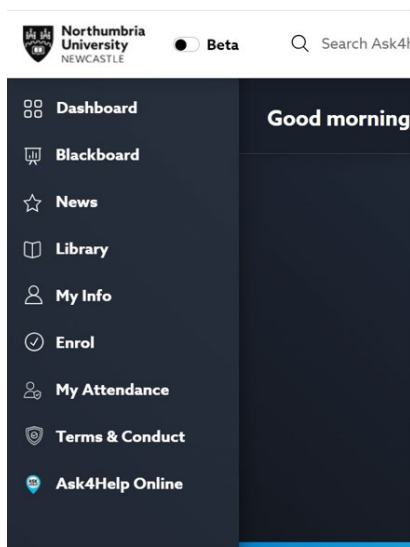 Northumbria
University
NEWCASTLE
Beta
Search Ask4
Dashboard
Good morning
Blackboard
News
Library
My Info
Enrol
My Attendance
Terms & Conduct
Ask4Help Online